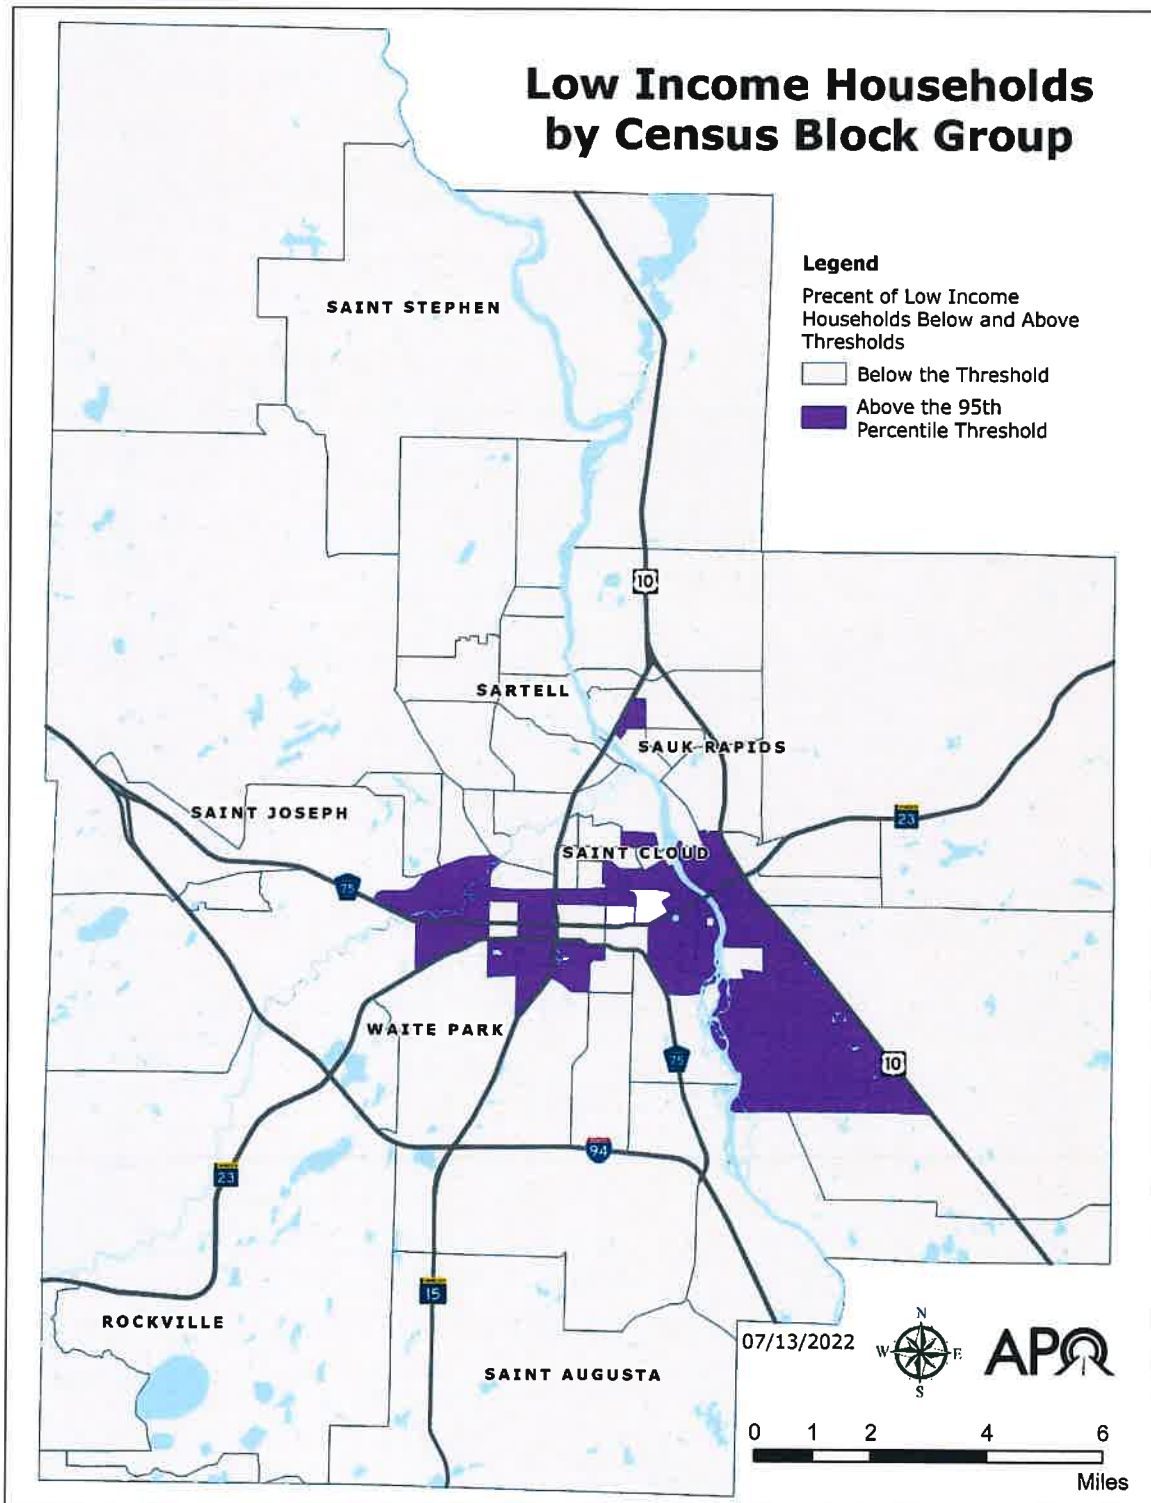 Low Income Households
by Census Block Group
Legend
Precent of Low Income
Households Below and Above
Thresholds
Below the Threshold
Above the 95th
Percentile Threshold
SAINT STEPHEN
10
SARTELL
SAUK RAPIDS
SAINT JOSEPH
23
SAINT CLOUD
75
WAITE PARK
75
10
94
23
15
ROCKVILLE
SAINT AUGUSTA
07/13/2022
N
W E
S
APO
0 1 2 4 6
Miles